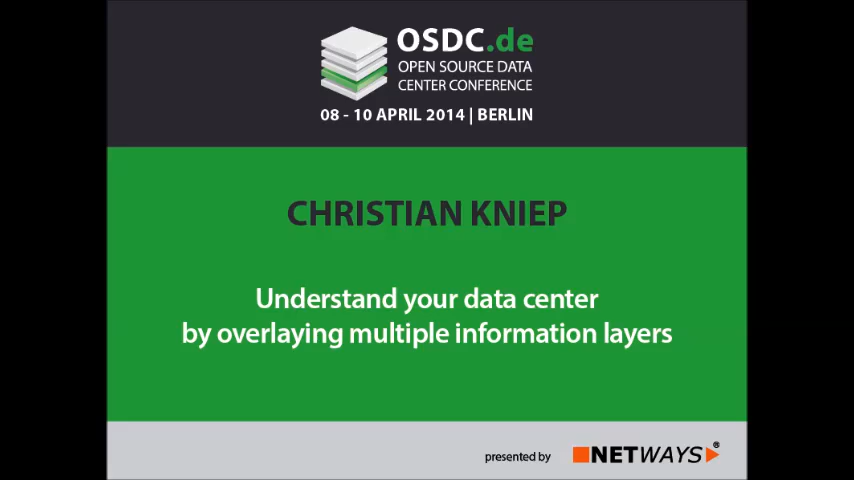 OSDC.de
OPEN SOURCE DATA
CENTER CONFERENCE
08 - 10 APRIL 2014 | BERLIN
CHRISTIAN KNIEP
Understand your data center
by overlaying multiple information layers
presented by NETWAYS®